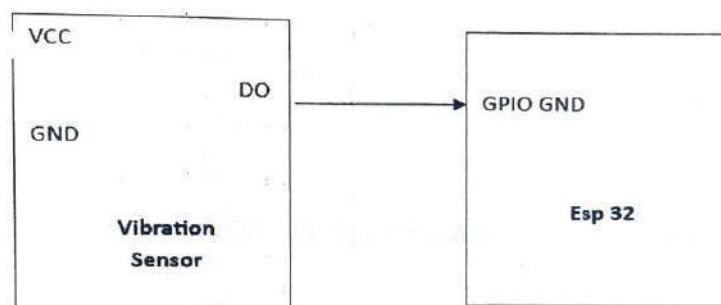 VCC
DO
GND
Vibration
Sensor
GPIO GND
Esp 32